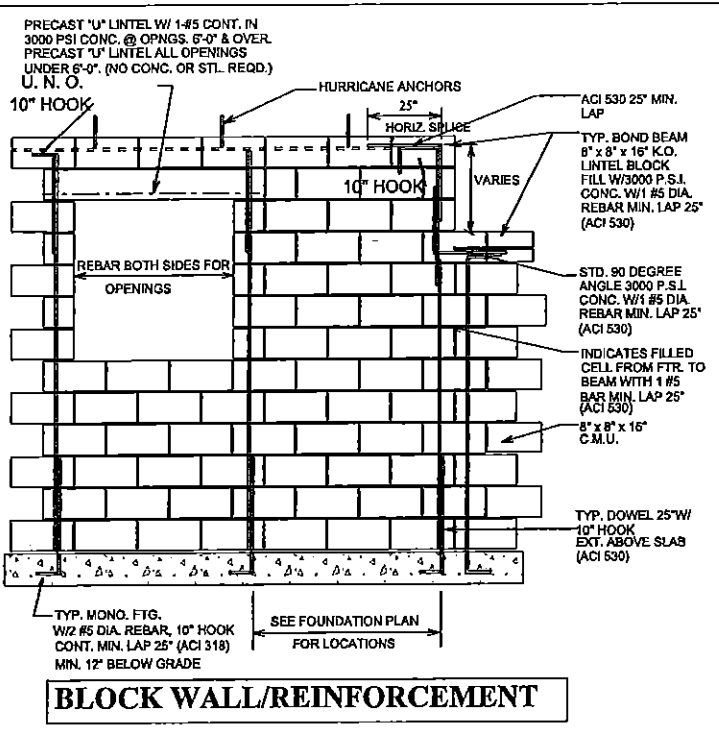 PRECAST "U" LINTEL W/ 1-#5 CONT. IN
3000 PSI CONC. @ OPNGS. 6'-0" & OVER.
PRECAST "U" LINTEL ALL OPENINGS
UNDER 6'-0". (NO CONC. OR STL. REQD.)
U. N. O.
10" HOOK
HURRICANE ANCHORS
25"
HORIZ. SPLICE
10" HOOK
VARIES
ACI 530 25" MIN.
LAP
TYP. BOND BEAM
8" x 8" x 16" K.O.
LINTEL BLOCK
FILL W/3000 P.S.I.
CONC. W/1 #5 DIA.
REBAR MIN. LAP 25"
(ACI 530)
REBAR BOTH SIDES FOR
OPENINGS
STD. 90 DEGREE
ANGLE 3000 P.S.I.
CONC. W/1 #5 DIA.
REBAR MIN. LAP 25"
(ACI 530)
INDICATES FILLED
CELL FROM FTR. TO
BEAM WITH 1 #5
BAR MIN. LAP 25"
(ACI 530)
8" x 8" x 16"
C.M.U.
TYP. DOWEL 25"W/
10" HOOK
EXT. ABOVE SLAB
(ACI 530)
TYP. MONO. FTG.
W/2 #5 DIA. REBAR, 10" HOOK
CONT. MIN. LAP 25" (ACI 318)
MIN. 12" BELOW GRADE
SEE FOUNDATION PLAN
FOR LOCATIONS
BLOCK WALL/REINFORCEMENT